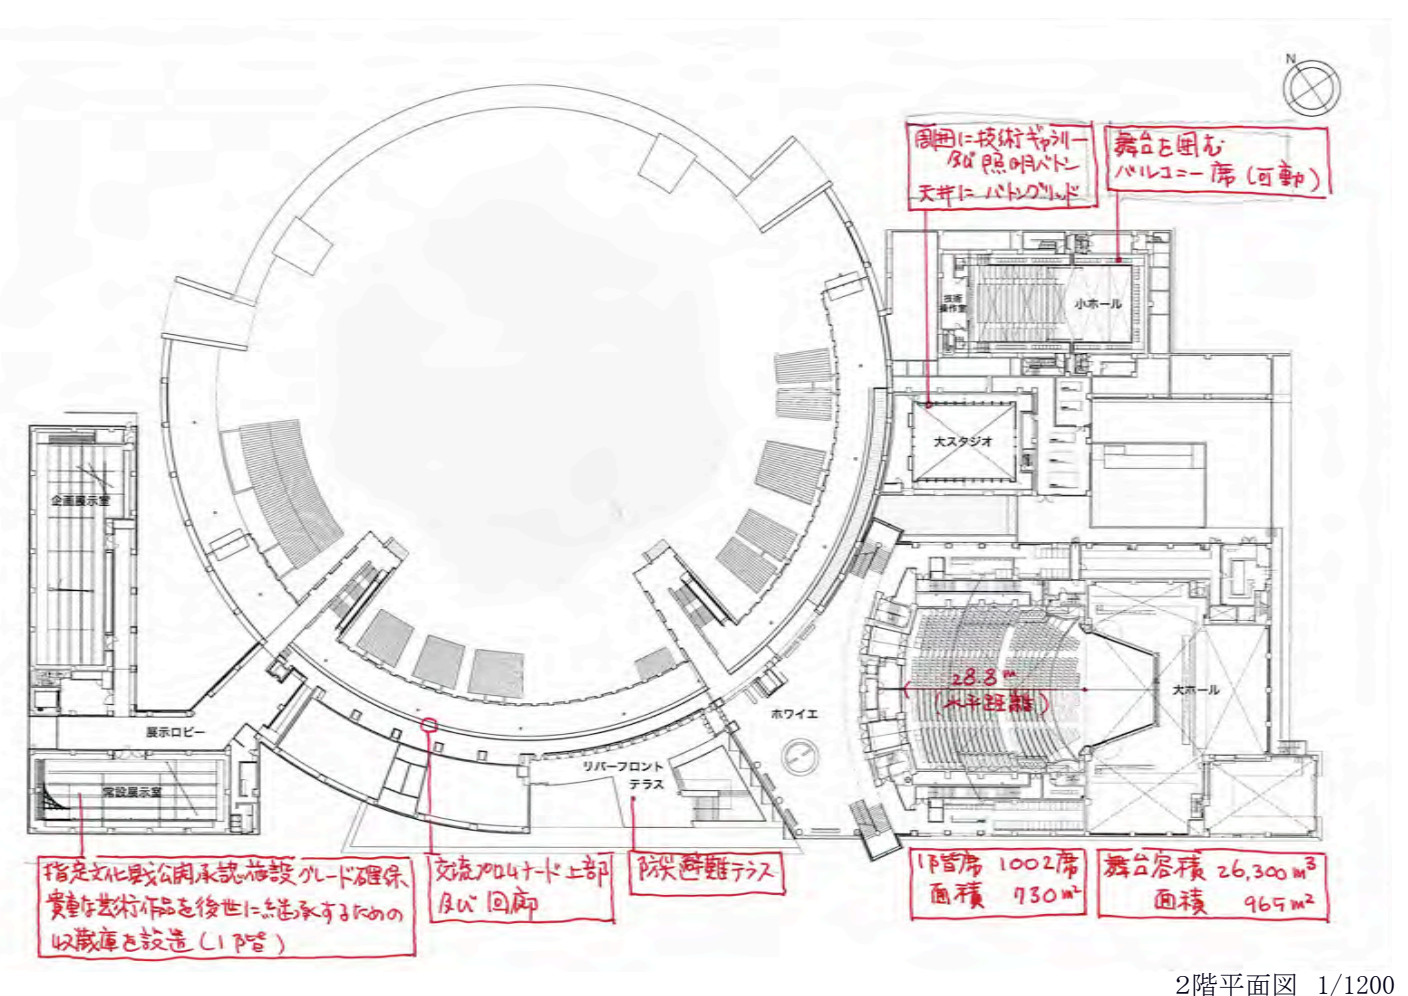 N
周囲に技術ギャラリー
及び照明バトン
天井にバトングリッド
舞台を囲む
バルコニー席(可動)
技術
操作室
小ホール
大スタジオ
企画展示室
28.8m
(水平距離)
大ホール
ホワイエ
展示ロビー
リバーフロント
テラス
常設展示室
指定文化財公開承認施設グレード確保
貴重な芸術作品を後世に継承するための
収蔵庫を設置(1階)
交流プロムナード上部
及び回廊
防災避難テラス
1階席 1002席
面積 730m²
舞台容積 26,300m³
面積 965m²
2階平面図 1/1200